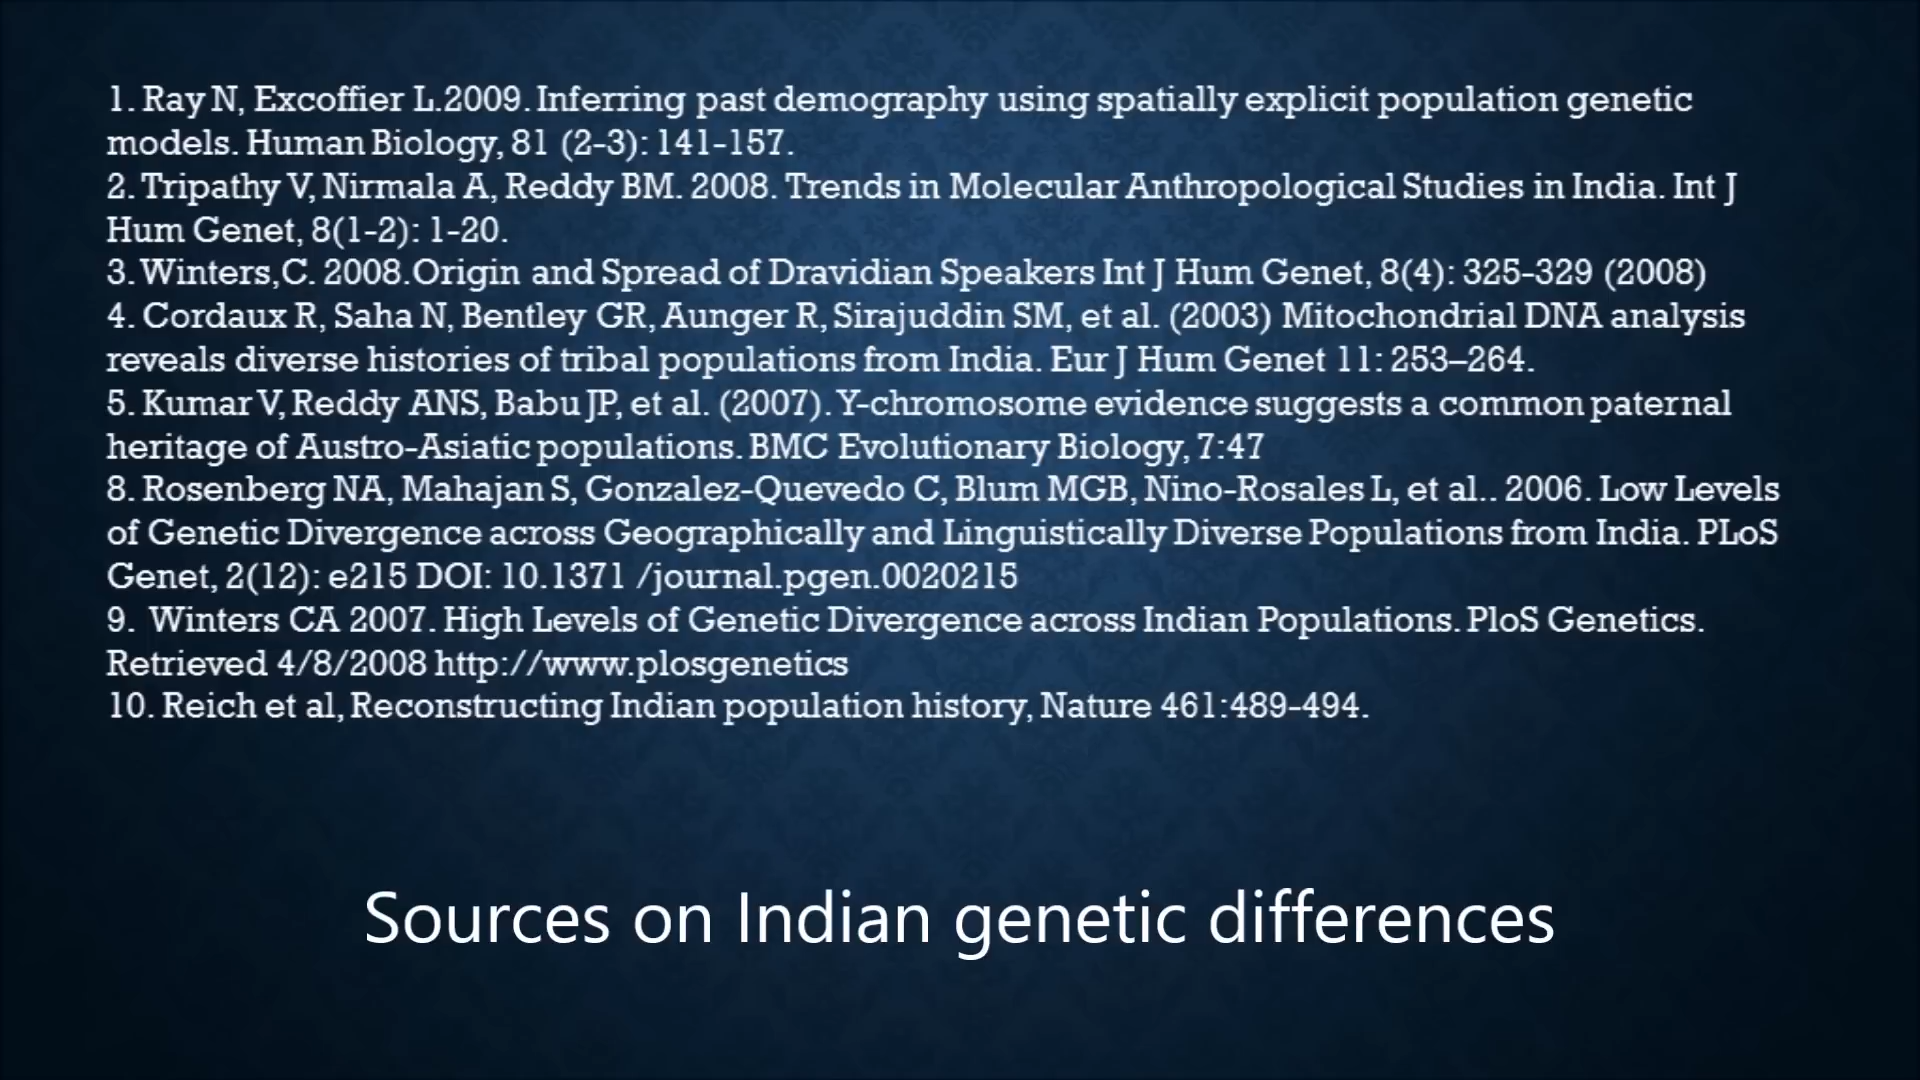 1. Ray N, Excoffier L.2009. Inferring past demography using spatially explicit population genetic
models. Human Biology, 81 (2-3): 141-157.
2. Tripathy V, Nirmala A, Reddy BM. 2008. Trends in Molecular Anthropological Studies in India. Int J
Hum Genet, 8(1-2): 1-20.
3. Winters,C. 2008.Origin and Spread of Dravidian Speakers Int J Hum Genet, 8(4): 325-329 (2008)
4. Cordaux R, Saha N, Bentley GR, Aunger R, Sirajuddin SM, et al. (2003) Mitochondrial DNA analysis
reveals diverse histories of tribal populations from India. Eur J Hum Genet 11: 253–264.
5. Kumar V, Reddy ANS, Babu JP, et al. (2007). Y-chromosome evidence suggests a common paternal
heritage of Austro-Asiatic populations. BMC Evolutionary Biology, 7:47
8. Rosenberg NA, Mahajan S, Gonzalez-Quevedo C, Blum MGB, Nino-Rosales L, et al.. 2006. Low Levels
of Genetic Divergence across Geographically and Linguistically Diverse Populations from India. PLoS
Genet, 2(12): e215 DOI: 10.1371 /journal.pgen.0020215
9. Winters CA 2007. High Levels of Genetic Divergence across Indian Populations. PloS Genetics.
Retrieved 4/8/2008 http://www.plosgenetics
10. Reich et al, Reconstructing Indian population history, Nature 461:489-494.
Sources on Indian genetic differences